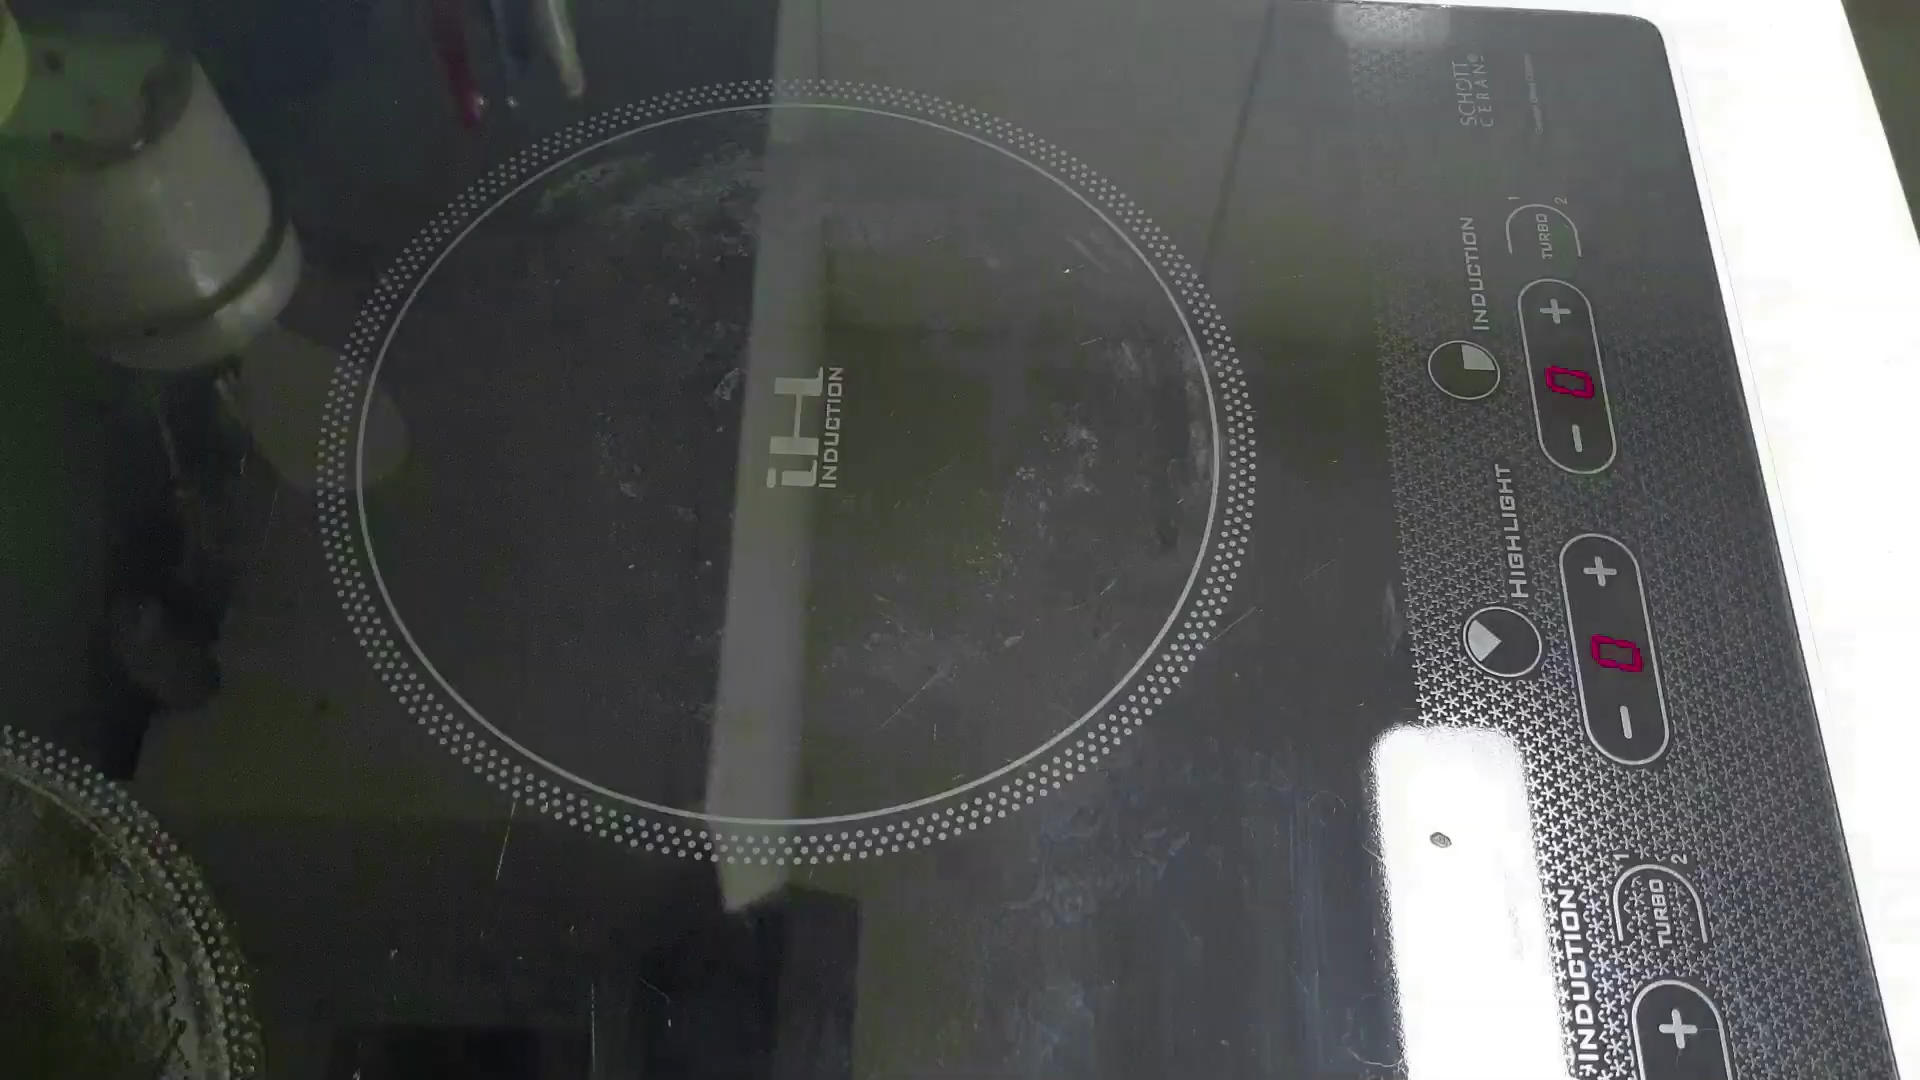 SCHOTT
CERAN®
INDUCTION
1
TURBO
2
+
0
-
iH
INDUCTION
HIGHLIGHT
+
0
-
INDUCTION
1
TURBO
2
+